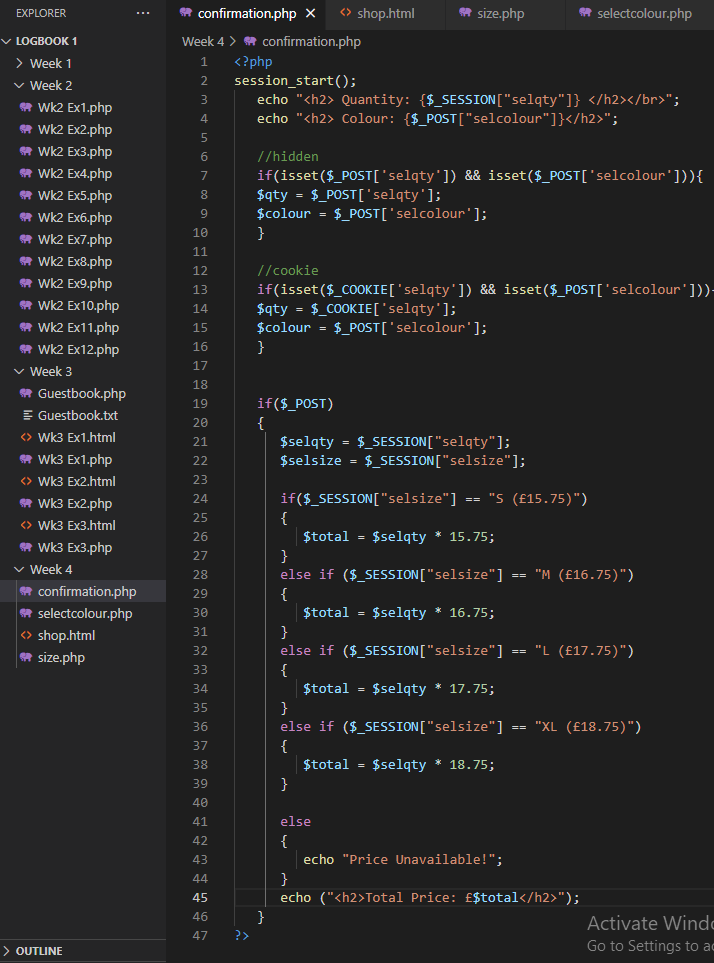 EXPLORER ···
LOGBOOK 1
Week 1
Week 2
Wk2 Ex1.php
Wk2 Ex2.php
Wk2 Ex3.php
Wk2 Ex4.php
Wk2 Ex5.php
Wk2 Ex6.php
Wk2 Ex7.php
Wk2 Ex8.php
Wk2 Ex9.php
Wk2 Ex10.php
Wk2 Ex11.php
Wk2 Ex12.php
Week 3
Guestbook.php
Guestbook.txt
Wk3 Ex1.html
Wk3 Ex1.php
Wk3 Ex2.html
Wk3 Ex2.php
Wk3 Ex3.html
Wk3 Ex3.php
Week 4
confirmation.php
selectcolour.php
shop.html
size.php
OUTLINE
confirmation.php × <> shop.html size.php selectcolour.php
Week 4 > confirmation.php
1 <?php
2 session_start();
3 echo "<h2> Quantity: {$_SESSION["selqty"]} </h2></br>";
4 echo "<h2> Colour: {$_POST["selcolour"]}</h2>";
5
6 //hidden
7 if(isset($_POST['selqty']) && isset($_POST['selcolour'])){
8 $qty = $_POST['selqty'];
9 $colour = $_POST['selcolour'];
10 }
11
12 //cookie
13 if(isset($_COOKIE['selqty']) && isset($_POST['selcolour'])){
14 $qty = $_COOKIE['selqty'];
15 $colour = $_POST['selcolour'];
16 }
17
18
19 if($_POST)
20 {
21 $selqty = $_SESSION["selqty"];
22 $selsize = $_SESSION["selsize"];
23
24 if($_SESSION["selsize"] == "S (£15.75)")
25 {
26 $total = $selqty * 15.75;
27 }
28 else if ($_SESSION["selsize"] == "M (£16.75)")
29 {
30 $total = $selqty * 16.75;
31 }
32 else if ($_SESSION["selsize"] == "L (£17.75)")
33 {
34 $total = $selqty * 17.75;
35 }
36 else if ($_SESSION["selsize"] == "XL (£18.75)")
37 {
38 $total = $selqty * 18.75;
39 }
40
41 else
42 {
43 echo "Price Unavailable!";
44 }
45 echo ("<h2>Total Price: £$total</h2>");
46 }
47 ?>
Activate Windo
Go to Settings to a